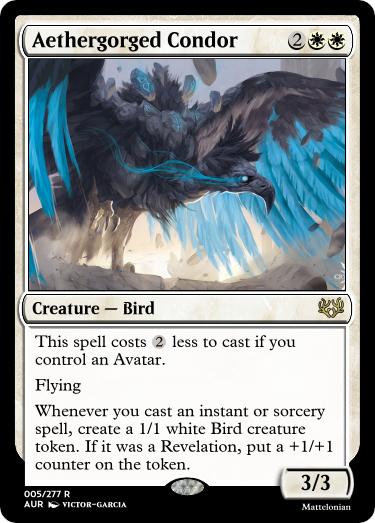 Aethergorged Condor 2
Creature — Bird
This spell costs 2 less to cast if you
control an Avatar.
Flying
Whenever you cast an instant or sorcery
spell, create a 1/1 white Bird creature
token. If it was a Revelation, put a +1/+1
counter on the token.
3/3
005/277 R
AUR VICTOR-GARCIA
Mattelonian